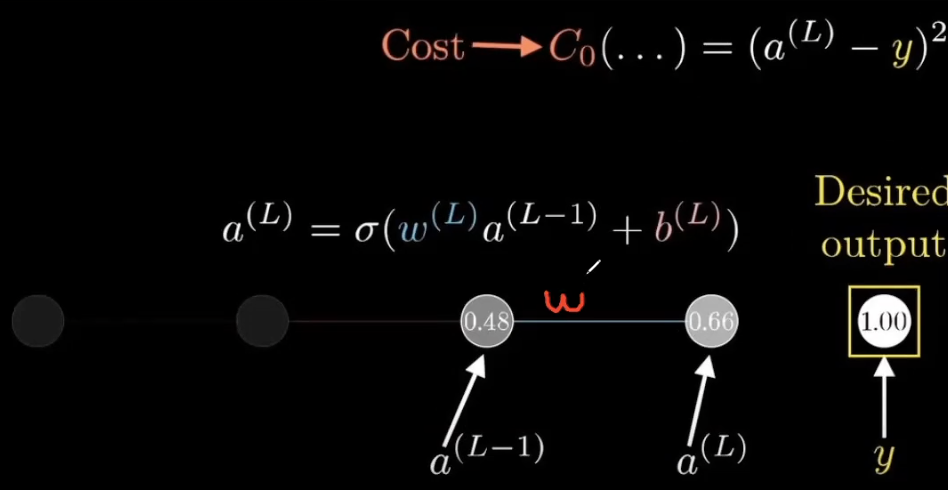 Cost → C₀(...) = (a^(L) − y)²
Desired
output
a^(L) = σ(w^(L)a^(L−1) + b^(L))
w
0.48 0.66 1.00
a^(L−1) a^(L) y